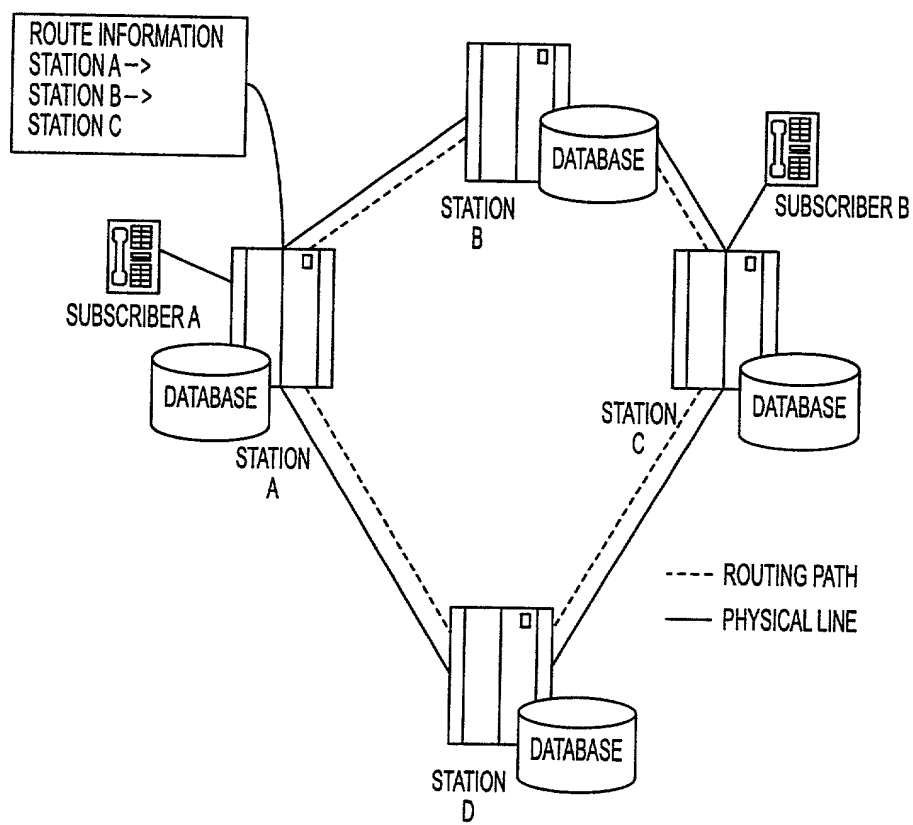 ROUTE INFORMATION
STATION A-->
STATION B-->
STATION C
DATABASE
STATION
B
SUBSCRIBER B
SUBSCRIBER A
DATABASE
STATION
A
STATION
C
DATABASE
---- ROUTING PATH
—— PHYSICAL LINE
DATABASE
STATION
D